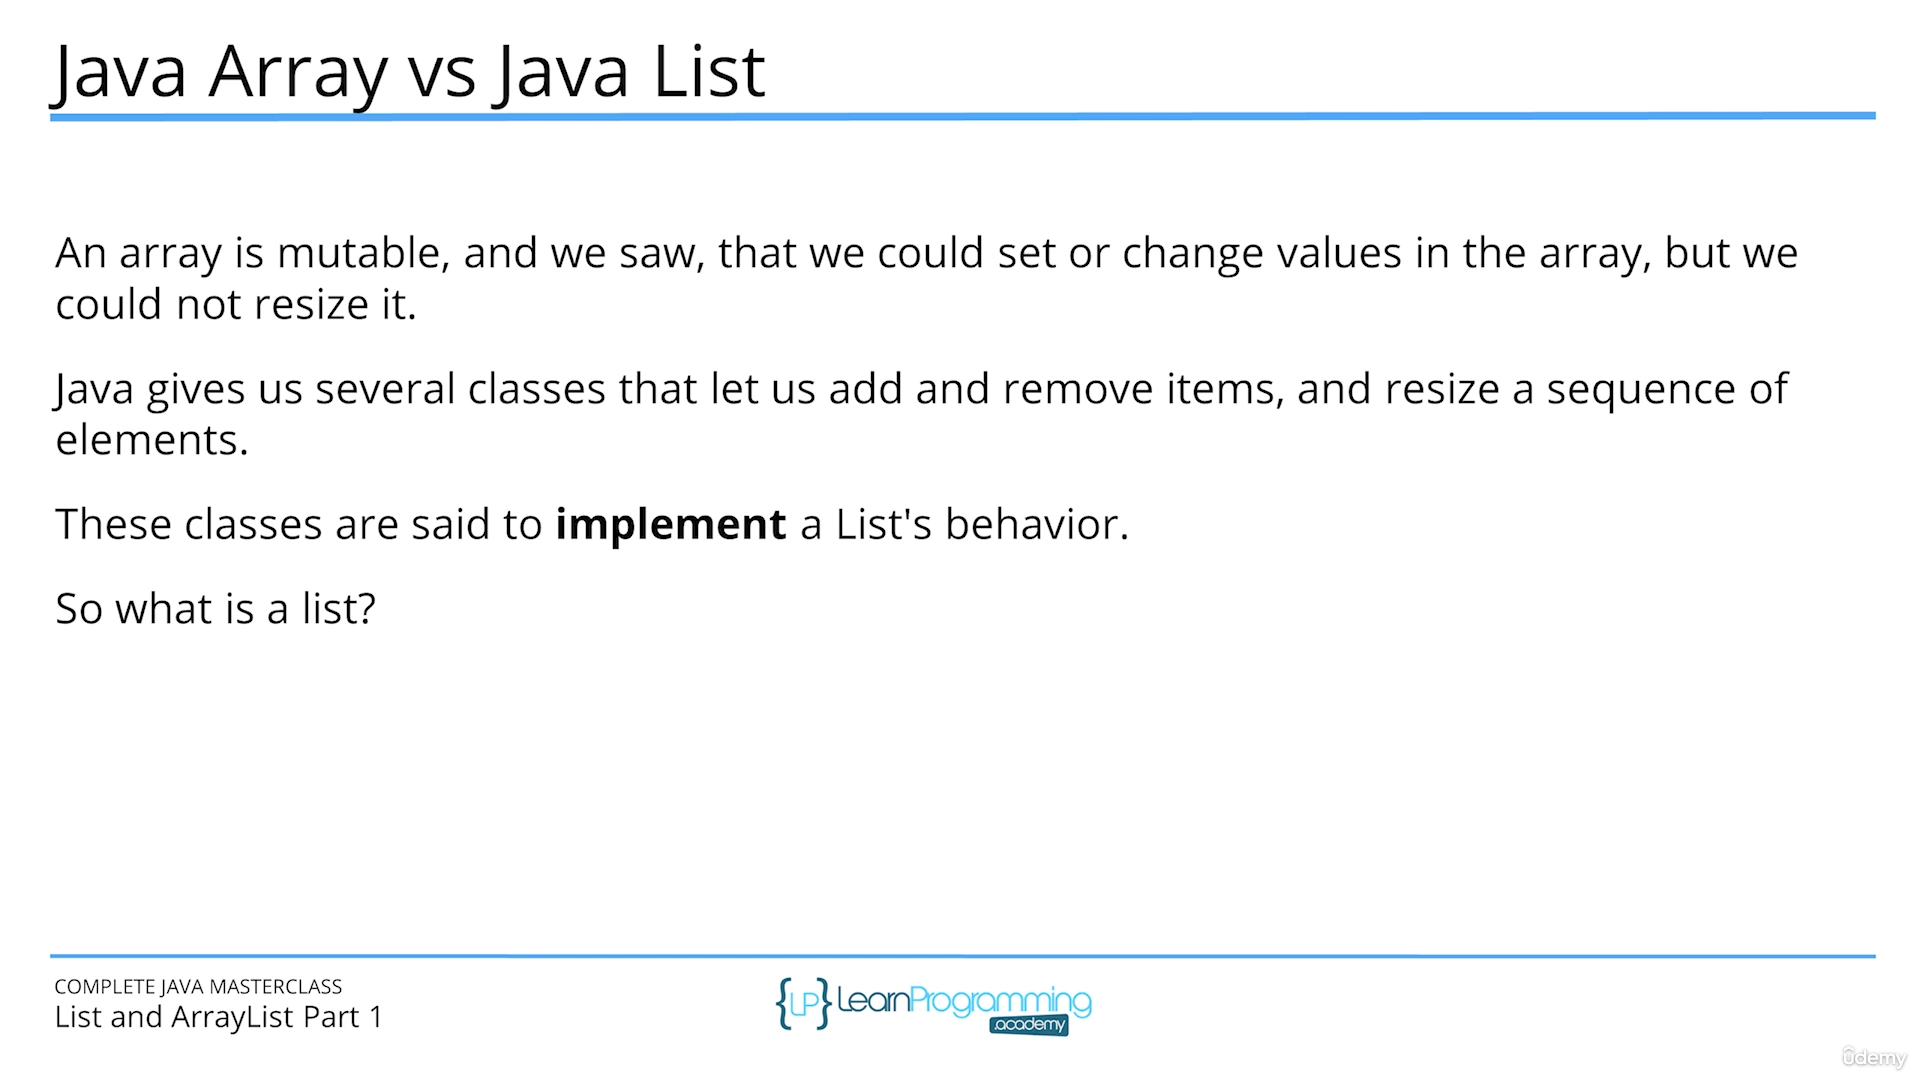 Java Array vs Java List
An array is mutable, and we saw, that we could set or change values in the array, but we
could not resize it.
Java gives us several classes that let us add and remove items, and resize a sequence of
elements.
These classes are said to implement a List's behavior.
So what is a list?
COMPLETE JAVA MASTERCLASS
List and ArrayList Part 1
{LP} LearnProgramming
.academy
ûdemy